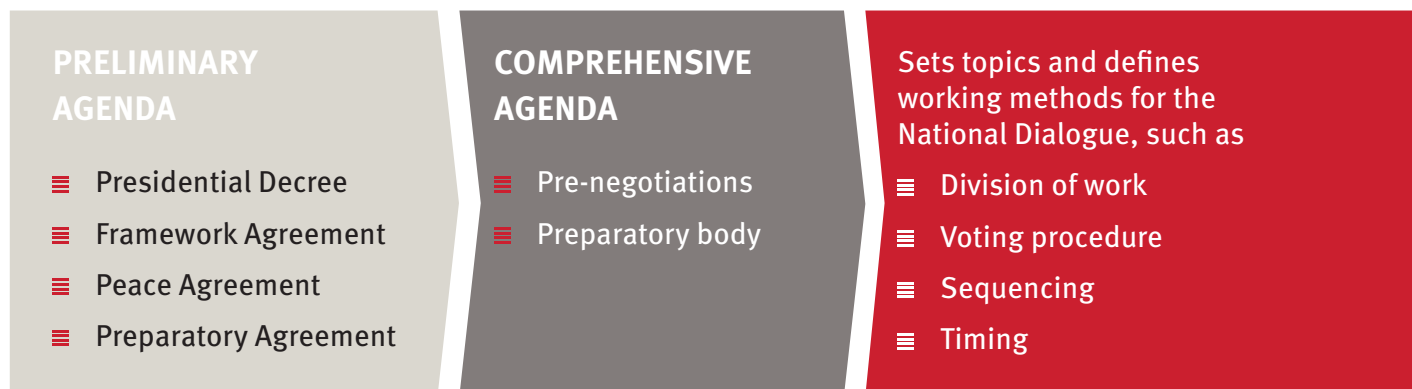 PRELIMINARY
AGENDA
Presidential Decree
Framework Agreement
Peace Agreement
Preparatory Agreement
COMPREHENSIVE
AGENDA
Pre-negotiations
Preparatory body
Sets topics and defines
working methods for the
National Dialogue, such as
Division of work
Voting procedure
Sequencing
Timing